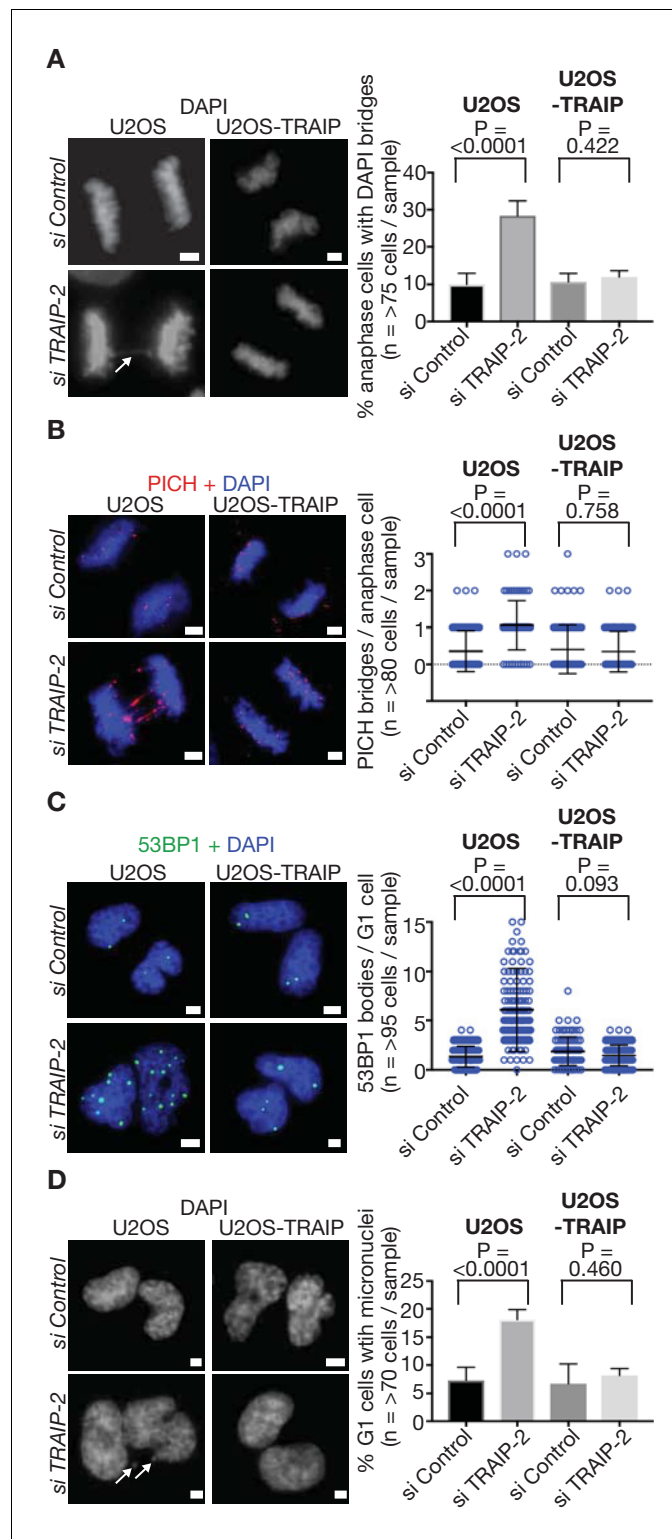 A
DAPI
U2OS
U2OS-TRAIP
si Control
si TRAIP-2
% anaphase cells with DAPI bridges
(n = >75 cells / sample)
U2OS
U2OS
-TRAIP
P =
<0.0001
P =
0.422
40
30
20
10
0
si Control
si TRAIP-2
si Control
si TRAIP-2
B
PICH + DAPI
U2OS
U2OS-TRAIP
si Control
si TRAIP-2
PICH bridges / anaphase cell
(n = >80 cells / sample)
U2OS
U2OS
-TRAIP
P =
<0.0001
P =
0.758
3
2
1
0
si Control
si TRAIP-2
si Control
si TRAIP-2
C
53BP1 + DAPI
U2OS
U2OS-TRAIP
si Control
si TRAIP-2
53BP1 bodies / G1 cell
(n = >95 cells / sample)
U2OS
U2OS
-TRAIP
P =
<0.0001
P =
0.093
15
10
5
0
si Control
si TRAIP-2
si Control
si TRAIP-2
D
DAPI
U2OS
U2OS-TRAIP
si Control
si TRAIP-2
% G1 cells wtih micronuclei
(n = >70 cells / sample)
U2OS
U2OS
-TRAIP
P =
<0.0001
P =
0.460
25
20
15
10
5
0
si Control
si TRAIP-2
si Control
si TRAIP-2